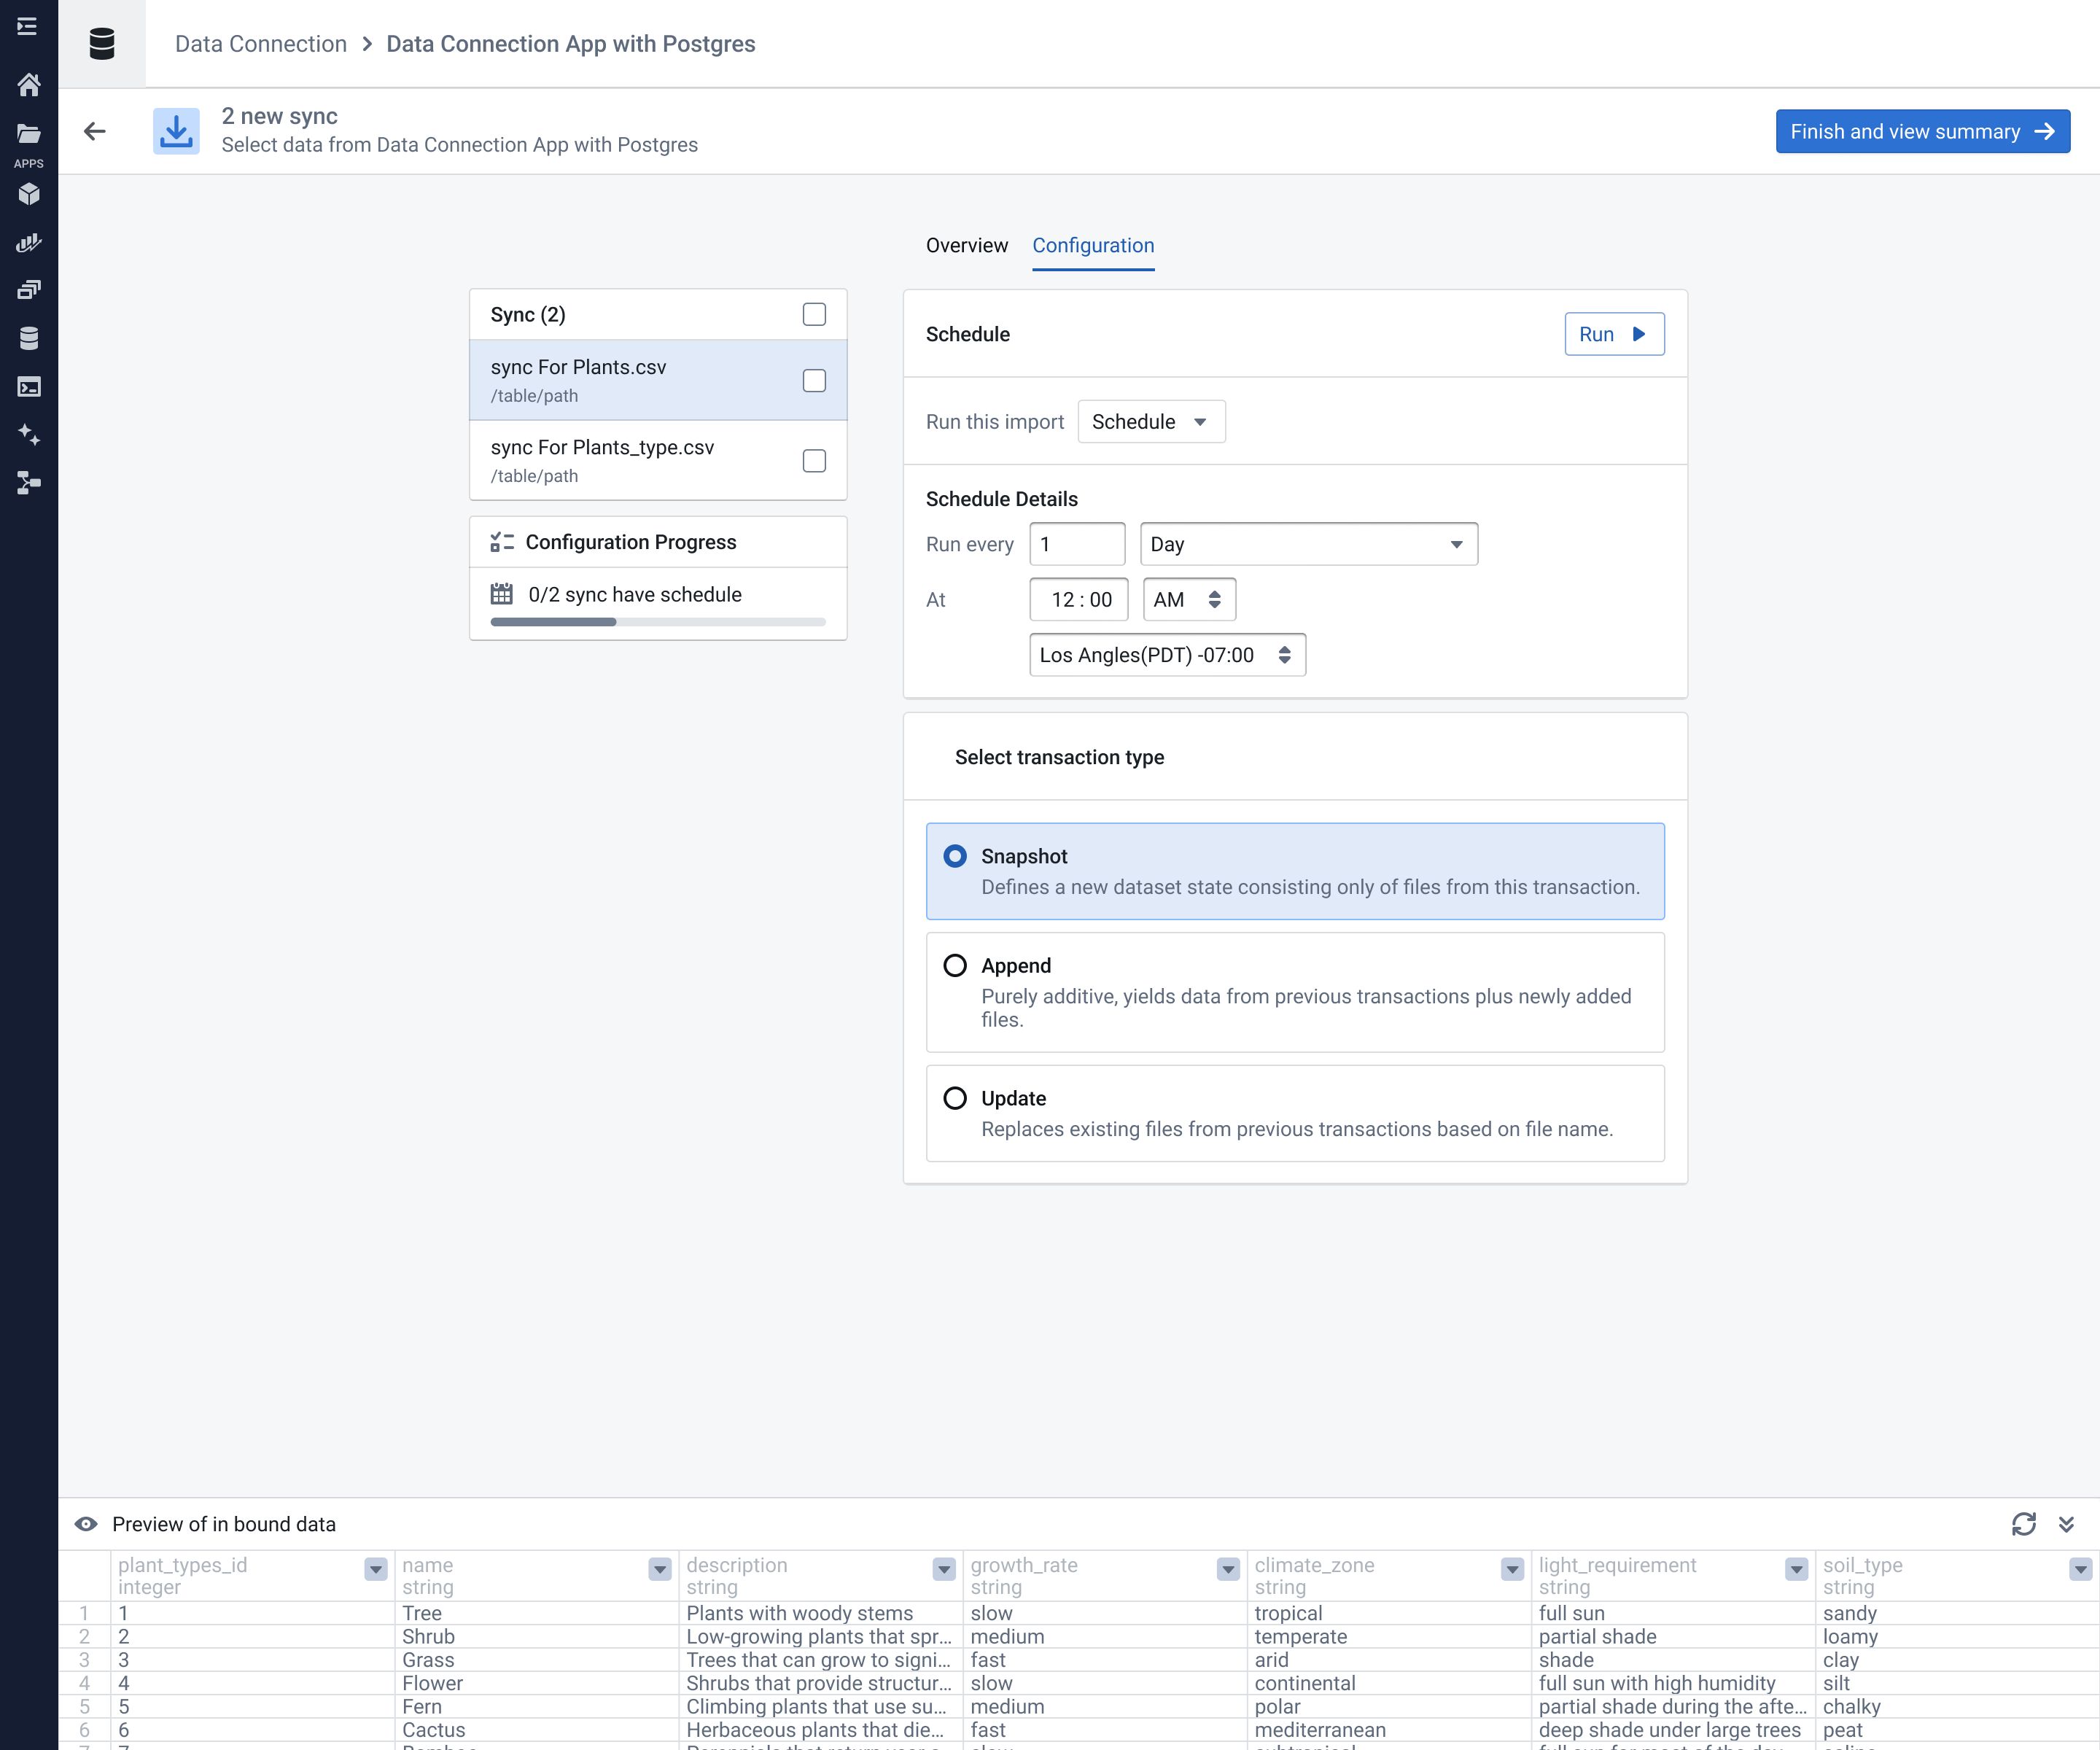 Data Connection > Data Connection App with Postgres
2 new sync
Select data from Data Connection App with Postgres
Finish and view summary
APPS
Overview Configuration
Sync (2)
sync For Plants.csv
/table/path
sync For Plants_type.csv
/table/path
Configuration Progress
0/2 sync have schedule
Schedule
Run
Run this import Schedule
Schedule Details
Run every 1 Day
At 12 : 00 AM
Los Angles(PDT) -07:00
Select transaction type
Snapshot
Defines a new dataset state consisting only of files from this transaction.
Append
Purely additive, yields data from previous transactions plus newly added
files.
Update
Replaces existing files from previous transactions based on file name.
Preview of in bound data
plant_types_id name description growth_rate climate_zone light_requirement soil_type
integer string string string string string string
1 1 Tree Plants with woody stems slow tropical full sun sandy
2 2 Shrub Low-growing plants that spr... medium temperate partial shade loamy
3 3 Grass Trees that can grow to signi... fast arid shade clay
4 4 Flower Shrubs that provide structur... slow continental full sun with high humidity silt
5 5 Fern Climbing plants that use su... medium polar partial shade during the afte... chalky
6 6 Cactus Herbaceous plants that die... fast mediterranean deep shade under large trees peat